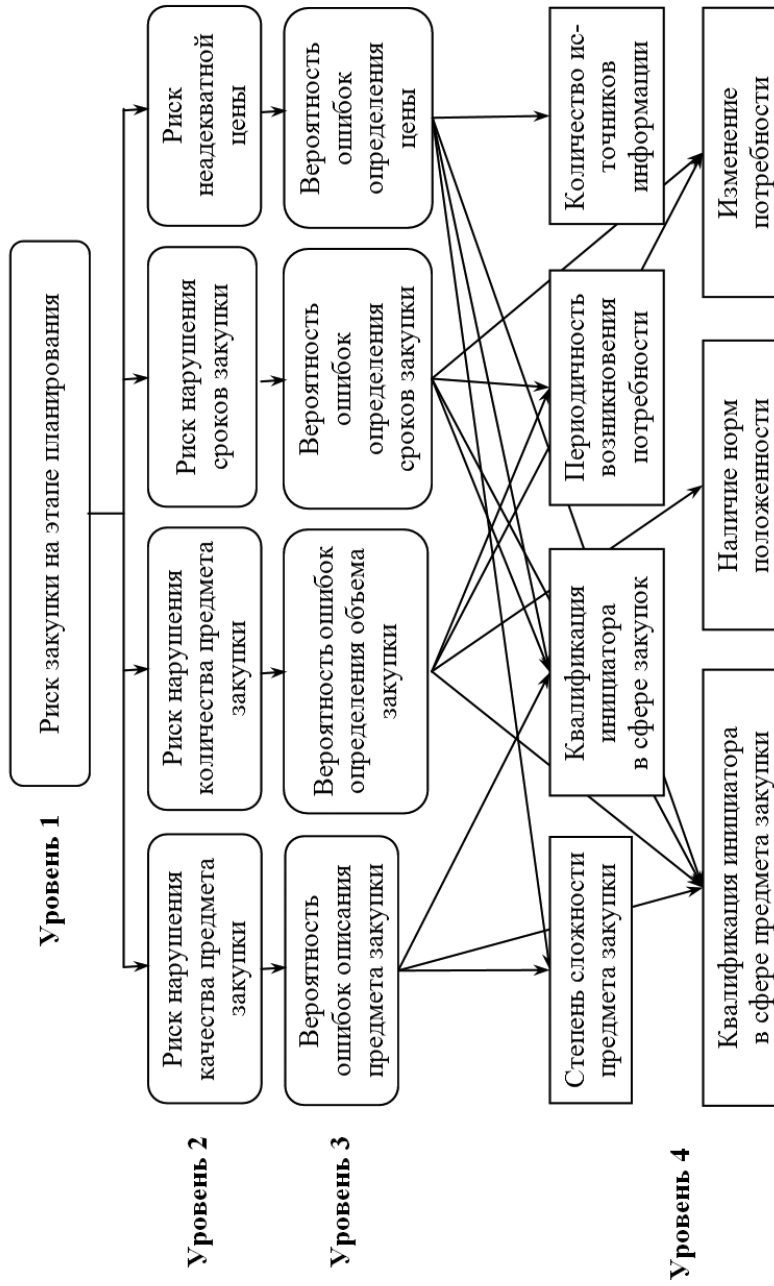 Уровень 1
Риск закупки на этапе планирования
Уровень 2
Риск нарушения
качества предмета
закупки
Риск нарушения
количества предмета
закупки
Риск нарушения
сроков закупки
Риск
неадекватной
цены
Уровень 3
Вероятность
ошибок описания
предмета закупки
Вероятность ошибок
определения объема
закупки
Вероятность
ошибок
определения
сроков закупки
Вероятность
ошибок
определения
цены
Уровень 4
Степень сложности
предмета закупки
Квалификация
инициатора
в сфере закупок
Периодичность
возникновения
потребности
Количество ис-
точников
информации
Квалификация инициатора
в сфере предмета закупки
Наличие норм
положенности
Изменение
потребности